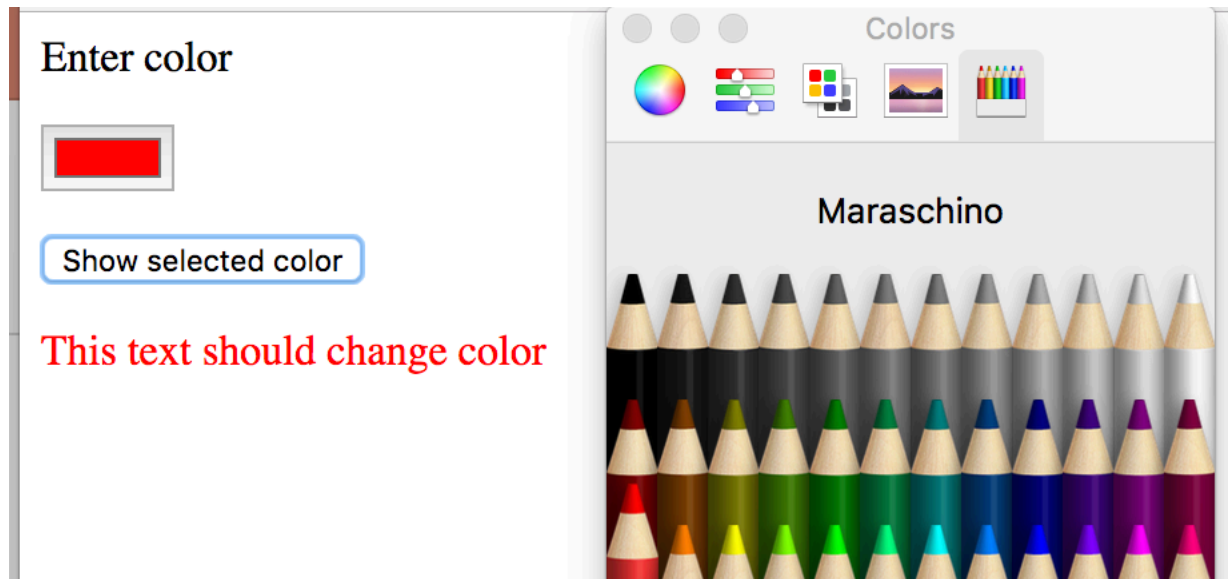 Enter color
Show selected color
This text should change color
Colors
Maraschino